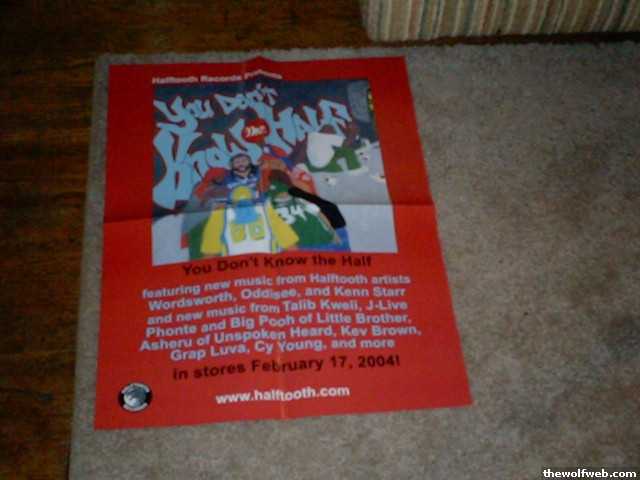 Halftooth Records Presents
You Don't
Know the Half
You Don't Know the Half
featuring new music from Halftooth artists
Wordsworth, Oddisee, and Kenn Starr
and new music from Talib Kweli, J-Live
Phonte and Big Pooh of Little Brother,
Asheru of Unspoken Heard, Kev Brown,
Grap Luva, Cy Young, and more
in stores February 17, 2004!
www.halftooth.com
34
thewolfweb.com